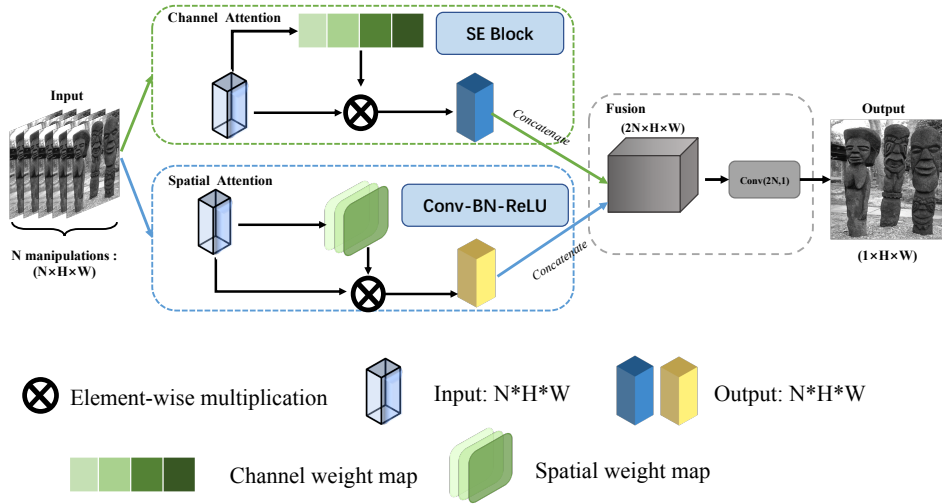 Channel Attention
SE Block
Input
N manipulations :
(N×H×W)
Concatenate
Spatial Attention
Conv-BN-ReLU
Concatenate
Fusion
(2N×H×W)
Conv(2N,1)
Output
(1×H×W)
Element-wise multiplication
Input: N*H*W
Output: N*H*W
Channel weight map
Spatial weight map